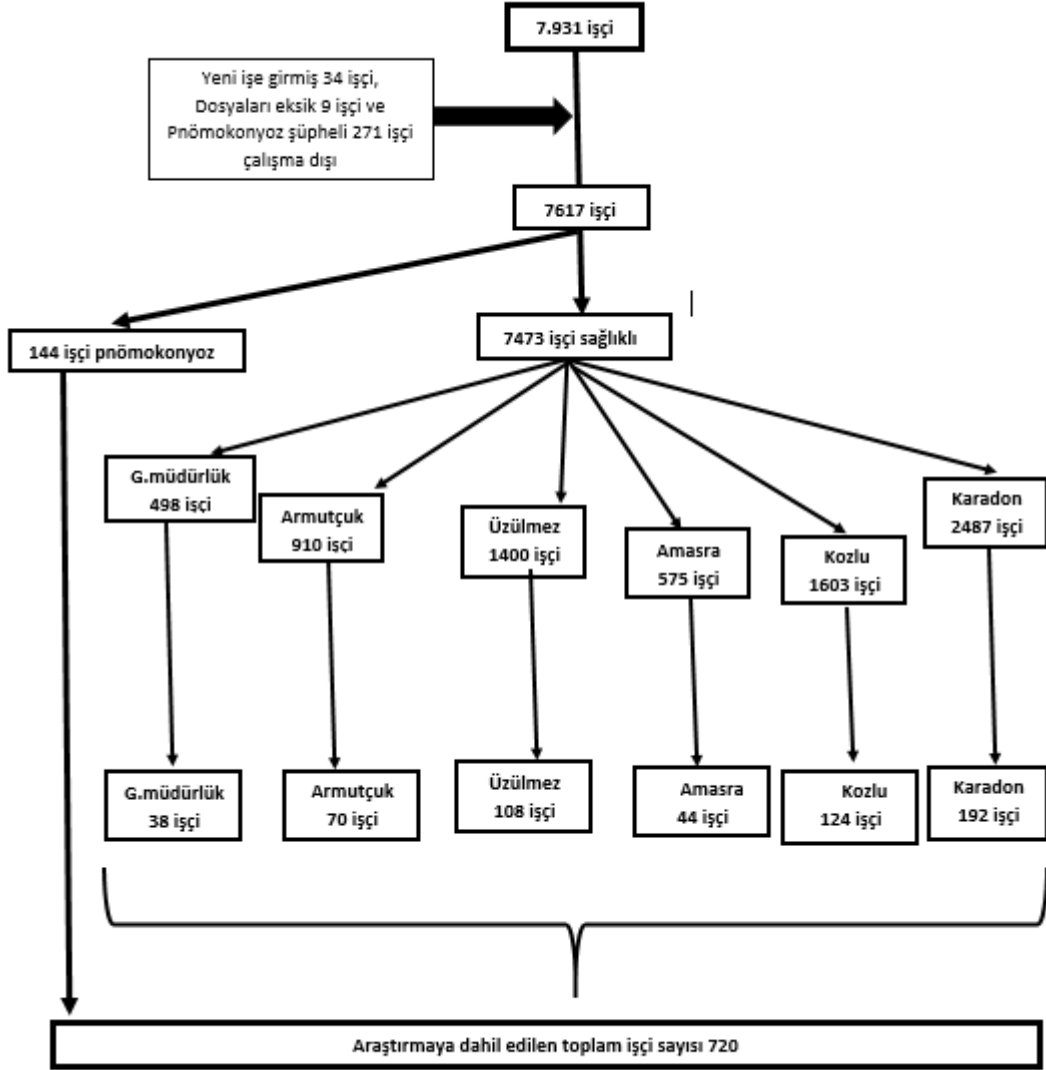 7.931 işçi
Yeni işe girmiş 34 işçi,
Dosyaları eksik 9 işçi ve
Pnömokonyoz şüpheli 271 işçi
çalışma dışı
7617 işçi
144 işçi pnömokonyoz
7473 işçi sağlıklı
G.müdürlük
498 işçi
Armutçuk
910 işçi
Üzülmez
1400 işçi
Amasra
575 işçi
Kozlu
1603 işçi
Karadon
2487 işçi
G.müdürlük
38 işçi
Armutçuk
70 işçi
Üzülmez
108 işçi
Amasra
44 işçi
Kozlu
124 işçi
Karadon
192 işçi
Araştırmaya dahil edilen toplam işçi sayısı 720